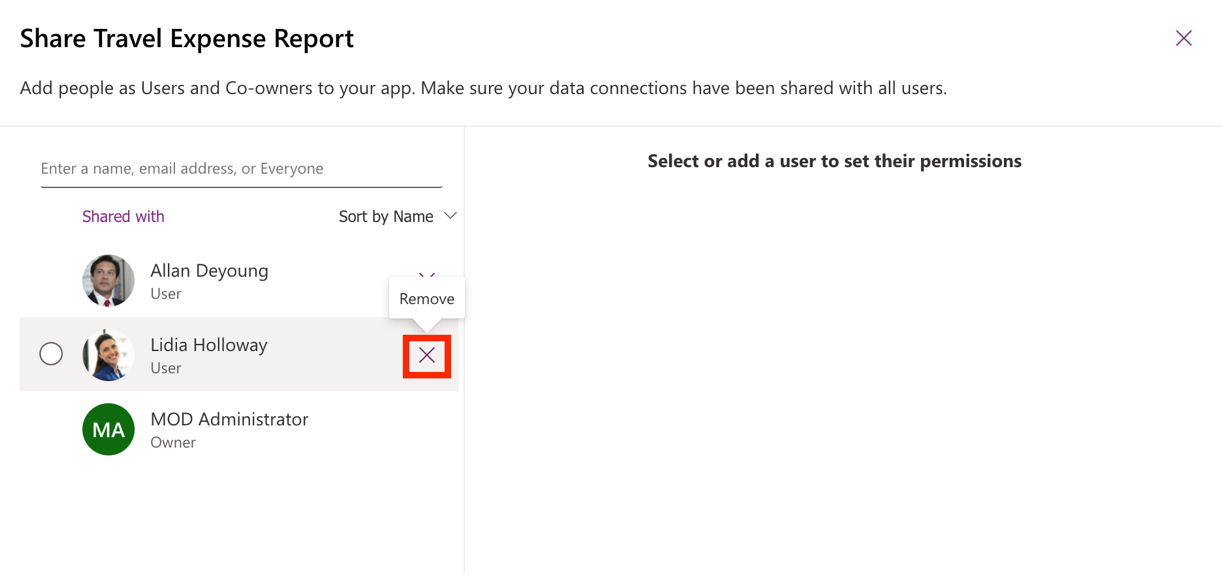 Share Travel Expense Report
Add people as Users and Co-owners to your app. Make sure your data connections have been shared with all users.
Enter a name, email address, or Everyone
Select or add a user to set their permissions
Shared with
Sort by Name
Allan Deyoung
User
Remove
Lidia Holloway
User
MA
MOD Administrator
Owner